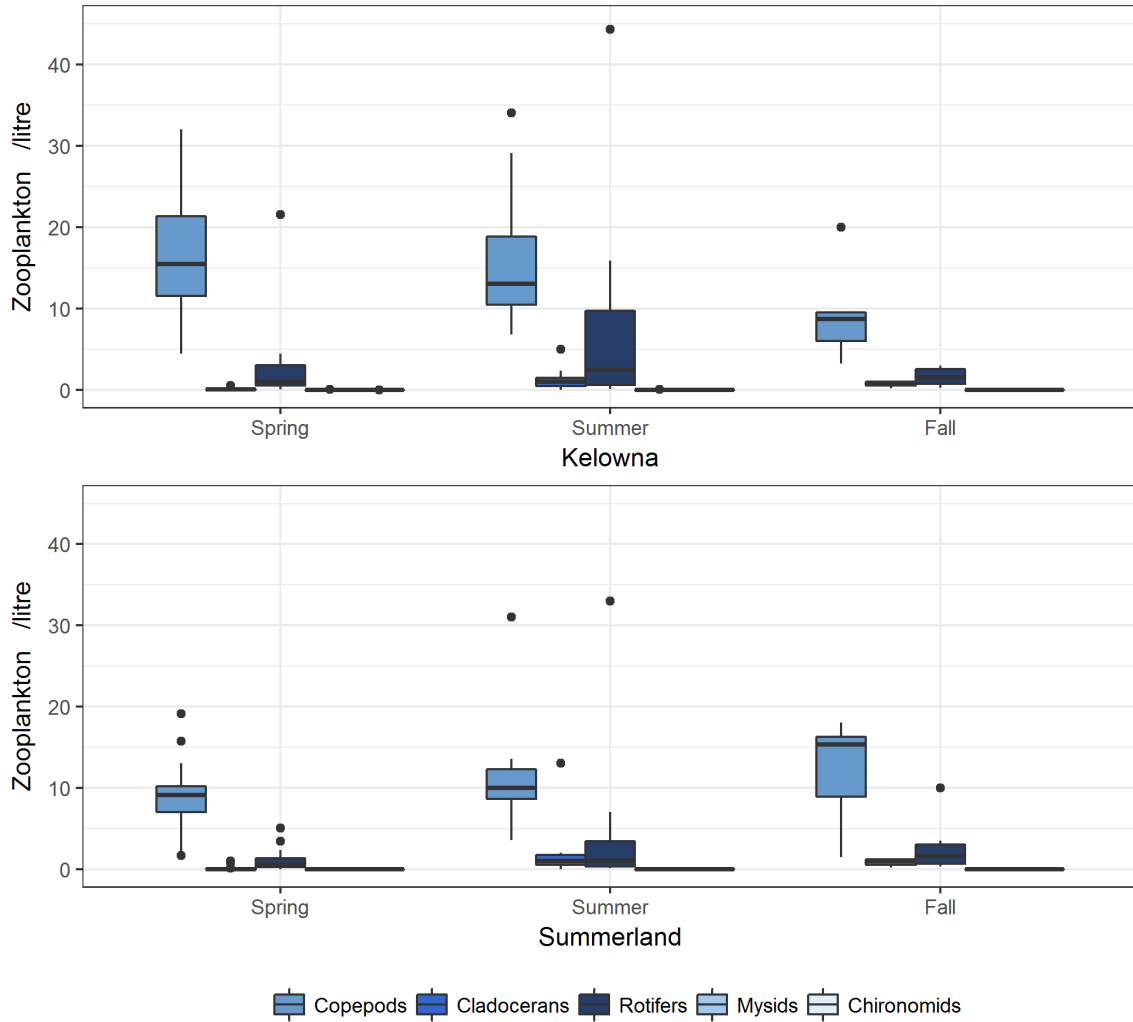 Zooplankton /litre
40
30
20
10
0
Spring Summer Fall
Kelowna
Zooplankton /litre
40
30
20
10
0
Spring Summer Fall
Summerland
Copepods Cladocerans Rotifers Mysids Chironomids